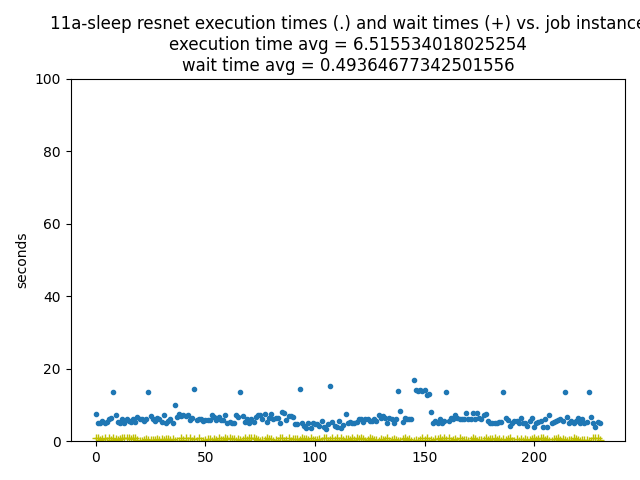 11a-sleep resnet execution times (.) and wait times (+) vs. job instance
execution time avg = 6.515534018025254
wait time avg = 0.49364677342501556
100
80
60
40
20
0
seconds
0 50 100 150 200